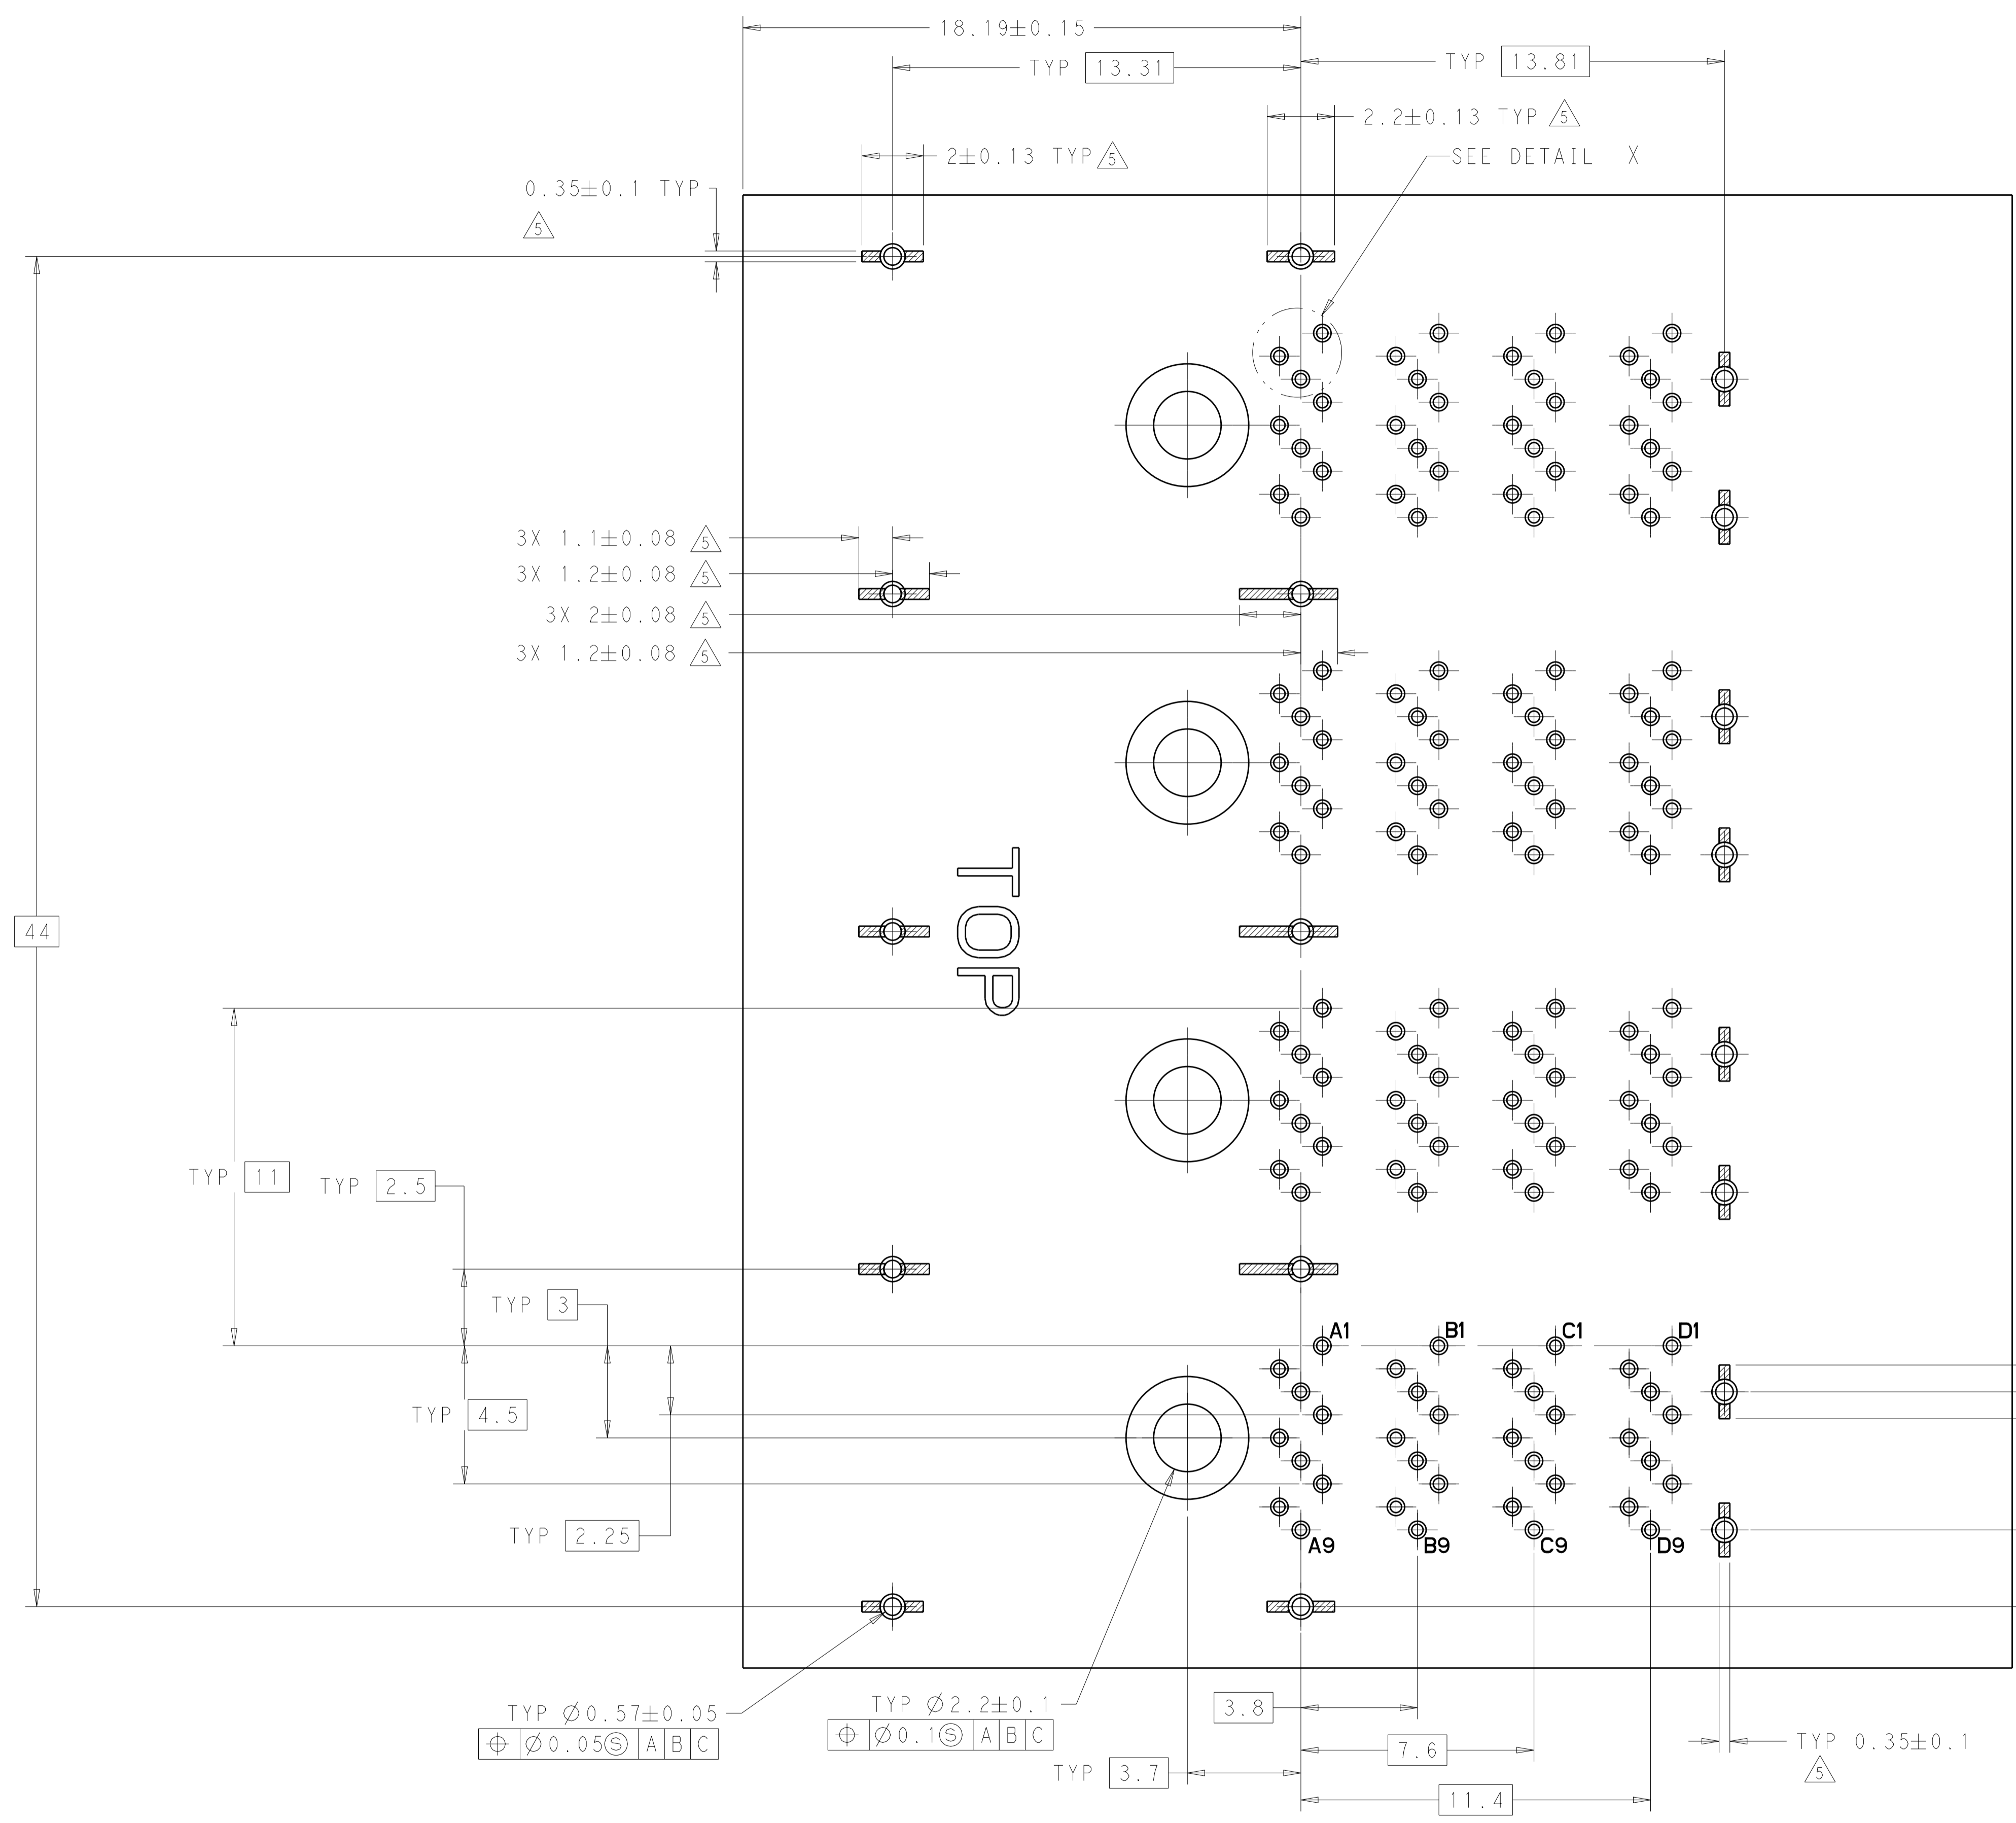 18.19±0.15
TYP 13.31
TYP 13.81
2.2±0.13 TYP 5
2±0.13 TYP 5
SEE DETAIL X
0.35±0.1 TYP
5
3X 1.1±0.08 5
3X 1.2±0.08 5
3X 2±0.08 5
3X 1.2±0.08 5
TOP
44
TYP 11
TYP 2.5
TYP 3
A1 B1 C1 D1
TYP 4.5
TYP 2.25
A9 B9 C9 D9
TYP Ø0.57±0.05
⌖ Ø0.05Ⓢ A B C
TYP Ø2.2±0.1
⌖ Ø0.1Ⓢ A B C
3.8
7.6
TYP 3.7
11.4
TYP 0.35±0.1
5